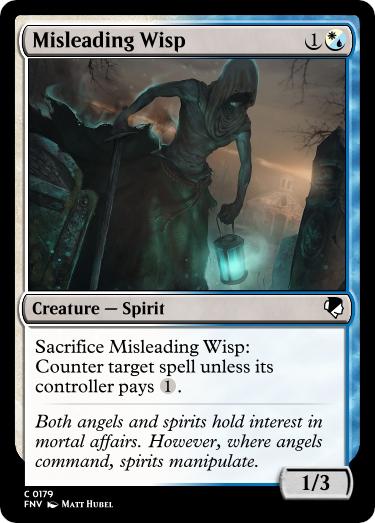 Misleading Wisp 1
Creature — Spirit
Sacrifice Misleading Wisp:
Counter target spell unless its
controller pays 1.
Both angels and spirits hold interest in
mortal affairs. However, where angels
command, spirits manipulate.
1/3
C 0179
FNV Matt Hubel